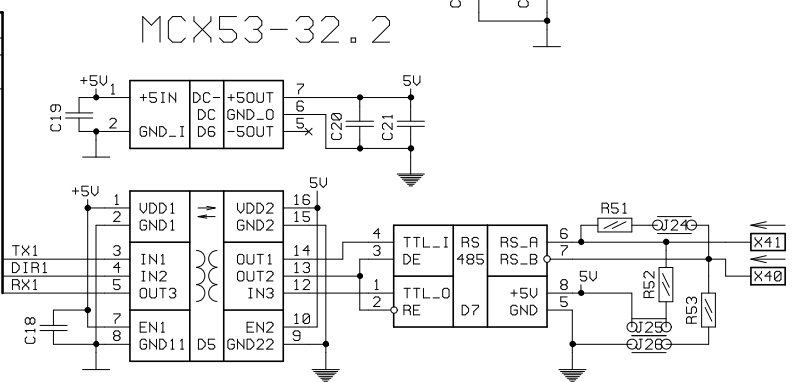 C
C
MCX53-32.2
+5V
5V
1
+5IN
DC-
+5OUT
7
C19
DC
GND_O
6
C20
C21
2
GND_I
D6
-5OUT
5
+5V
5V
1
VDD1
VDD2
16
2
GND1
GND2
15
R51
J24
TX1
3
IN1
OUT1
14
4
TTL_I
RS
RS_A
6
X41
DIR1
4
IN2
OUT2
13
3
DE
485
RS_B
7
RX1
5
OUT3
IN3
12
1
TTL_O
+5V
8
5V
R52
R53
X40
2
RE
D7
GND
5
C18
7
EN1
EN2
10
J25
8
GND11
D5
GND22
9
J26